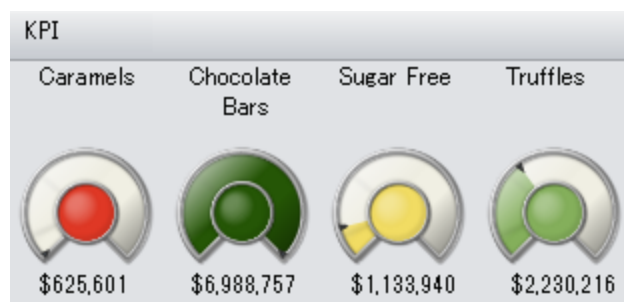 KPI
Caramels
Chocolate
Bars
Sugar Free
Truffles
$625,601
$6,988,757
$1,133,940
$2,230,216